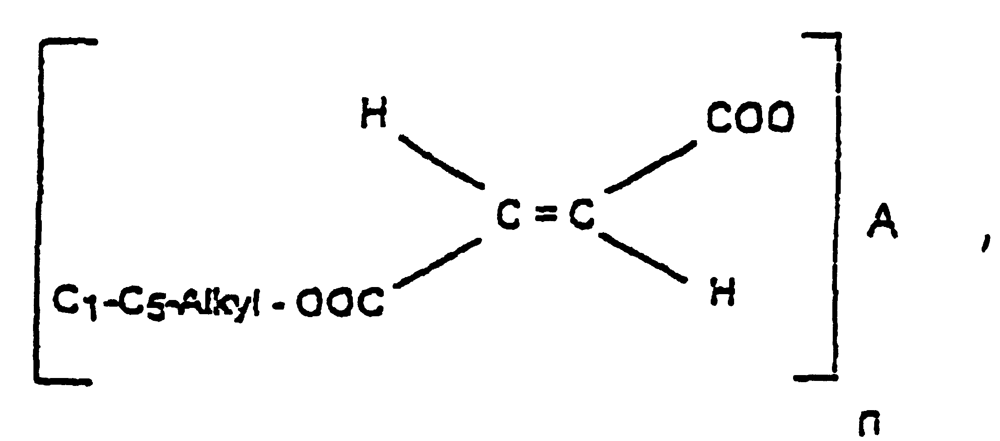 H COO
C = C A ,
C1-C5-Alkyl - OOC H
n